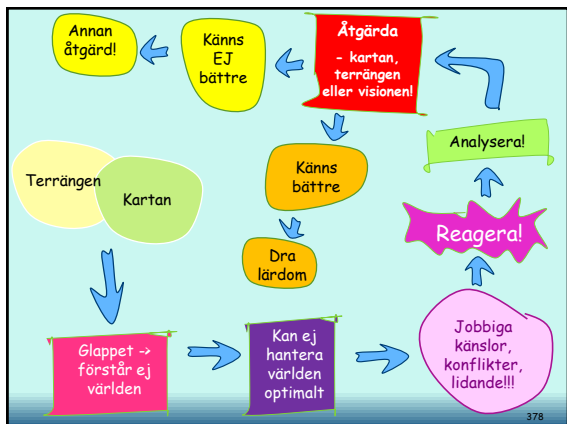 Annan
åtgärd!
Känns
EJ
bättre
Åtgärda
- kartan,
terrängen
eller visionen!
Analysera!
Terrängen
Kartan
Känns
bättre
Reagera!
Dra
lärdom
Glappet ->
förstår ej
världen
Kan ej
hantera
världen
optimalt
Jobbiga
känslor,
konflikter,
lidande!!!
378